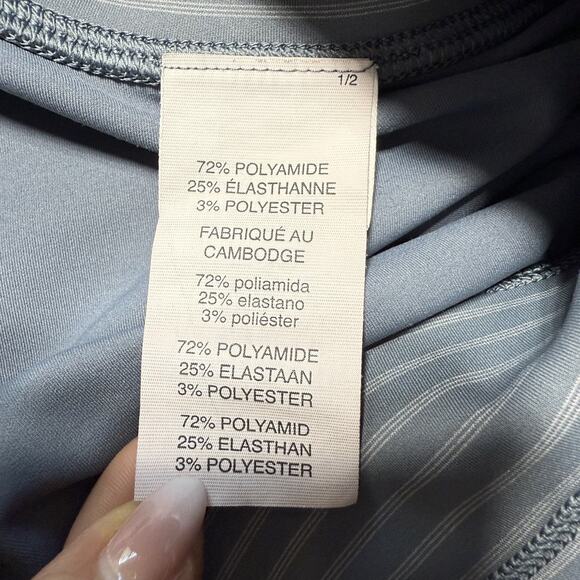 1/2
72% POLYAMIDE
25% ÉLASTHANNE
3% POLYESTER
FABRIQUÉ AU
CAMBODGE
72% poliamida
25% elastano
3% poliéster
72% POLYAMIDE
25% ELASTAAN
3% POLYESTER
72% POLYAMID
25% ELASTHAN
3% POLYESTER